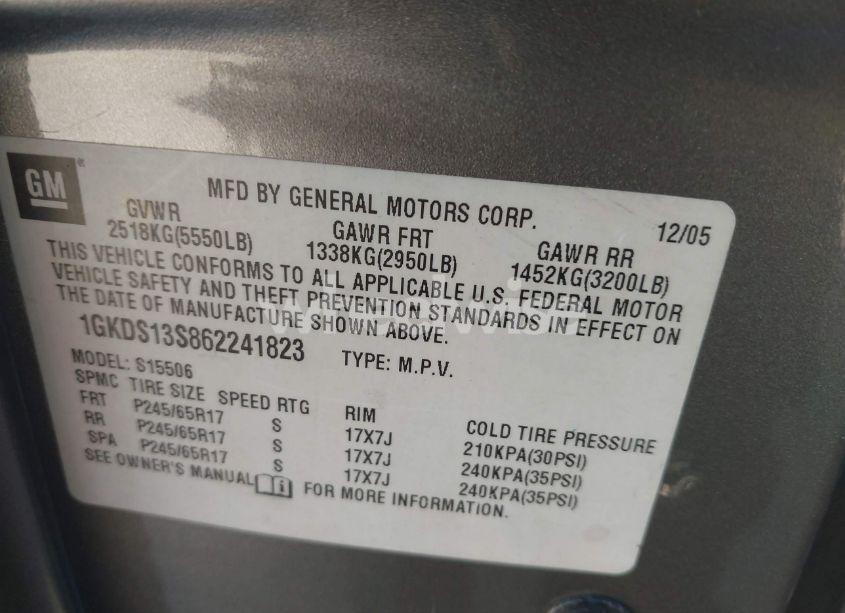 GM®
MFD BY GENERAL MOTORS CORP. 12/05
GVWR GAWR FRT GAWR RR
2518KG(5550LB) 1338KG(2950LB) 1452KG(3200LB)
THIS VEHICLE CONFORMS TO ALL APPLICABLE U.S. FEDERAL MOTOR
VEHICLE SAFETY AND THEFT PREVENTION STANDARDS IN EFFECT ON
THE DATE OF MANUFACTURE SHOWN ABOVE.
1GKDS13S862241823 TYPE: M.P.V.
MODEL: S15506
SPMC TIRE SIZE SPEED RTG RIM COLD TIRE PRESSURE
FRT P245/65R17 S 17X7J 210KPA(30PSI)
RR P245/65R17 S 17X7J 240KPA(35PSI)
SPA P245/65R17 S 17X7J 240KPA(35PSI)
SEE OWNER'S MANUAL FOR MORE INFORMATION.